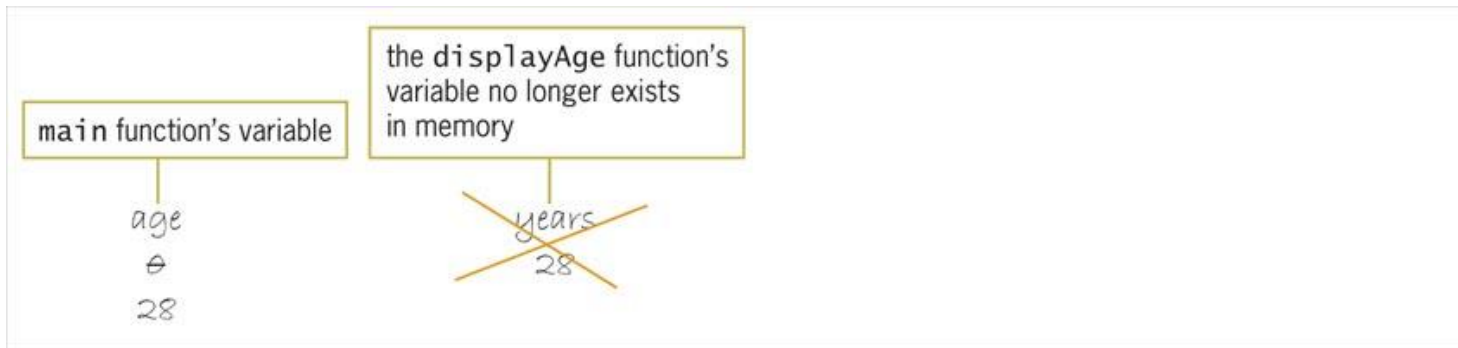 main function's variable
the displayAge function's
variable no longer exists
in memory
age
0
28
years
28